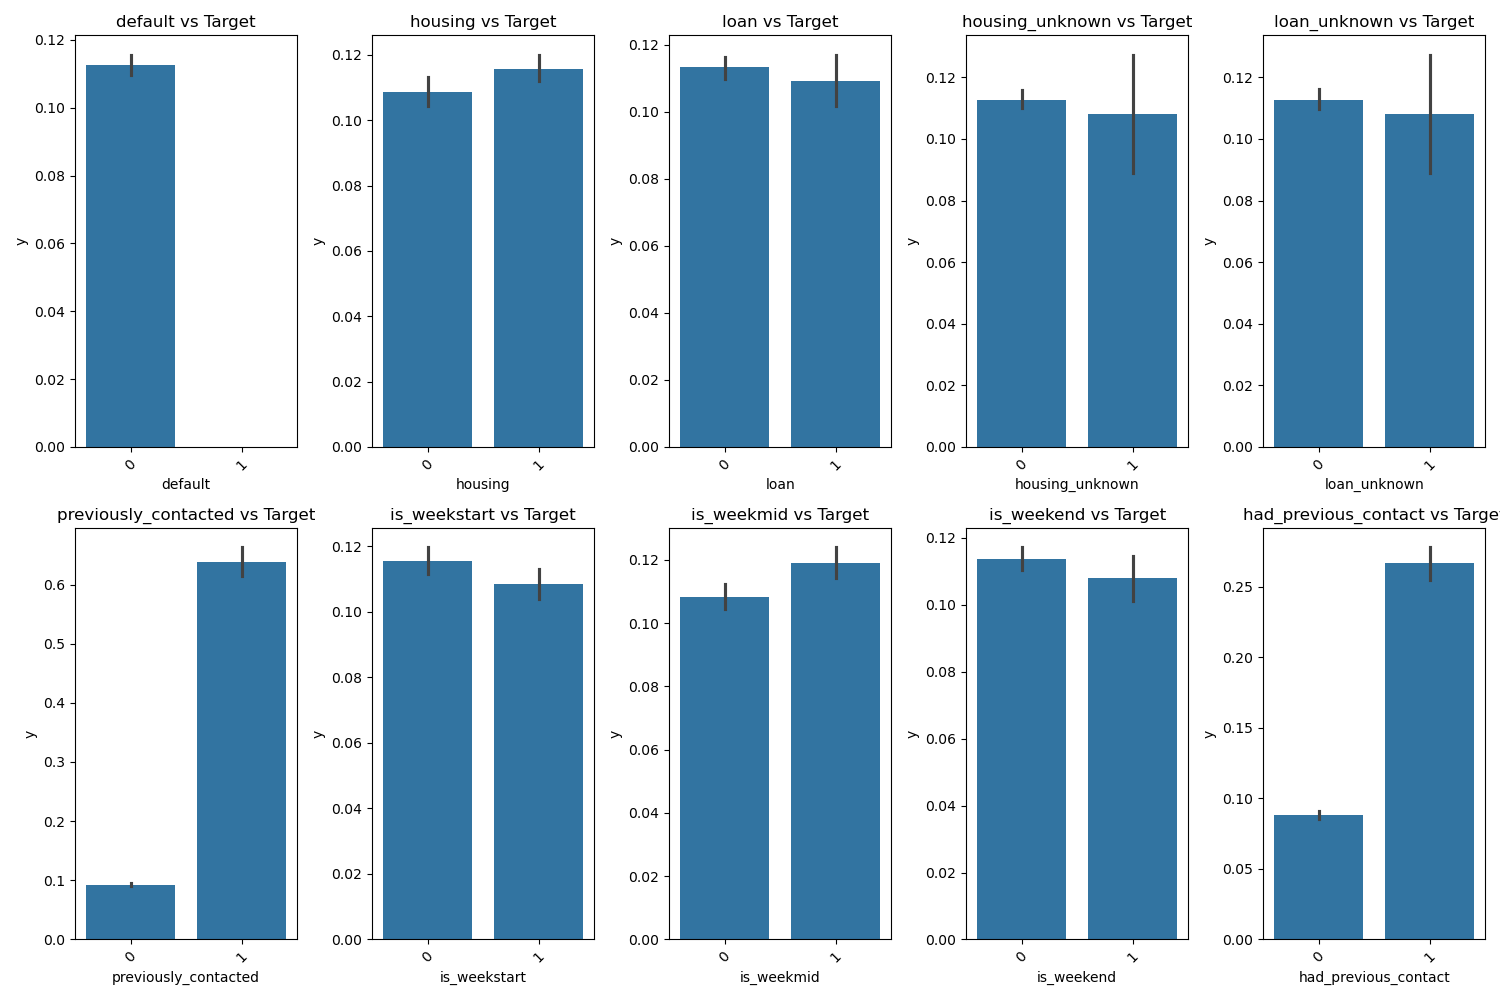 default vs Target
0.12
0.10
0.08
0.06
0.04
0.02
0.00
y
0
1
default
housing vs Target
0.12
0.10
0.08
0.06
0.04
0.02
0.00
y
0
1
housing
loan vs Target
0.12
0.10
0.08
0.06
0.04
0.02
0.00
y
0
1
loan
housing_unknown vs Target
0.12
0.10
0.08
0.06
0.04
0.02
0.00
y
0
1
housing_unknown
loan_unknown vs Target
0.12
0.10
0.08
0.06
0.04
0.02
0.00
y
0
1
loan_unknown
previously_contacted vs Target
0.6
0.5
0.4
0.3
0.2
0.1
0.0
y
0
1
previously_contacted
is_weekstart vs Target
0.12
0.10
0.08
0.06
0.04
0.02
0.00
y
0
1
is_weekstart
is_weekmid vs Target
0.12
0.10
0.08
0.06
0.04
0.02
0.00
y
0
1
is_weekmid
is_weekend vs Target
0.12
0.10
0.08
0.06
0.04
0.02
0.00
y
0
1
is_weekend
had_previous_contact vs Target
0.25
0.20
0.15
0.10
0.05
0.00
y
0
1
had_previous_contact